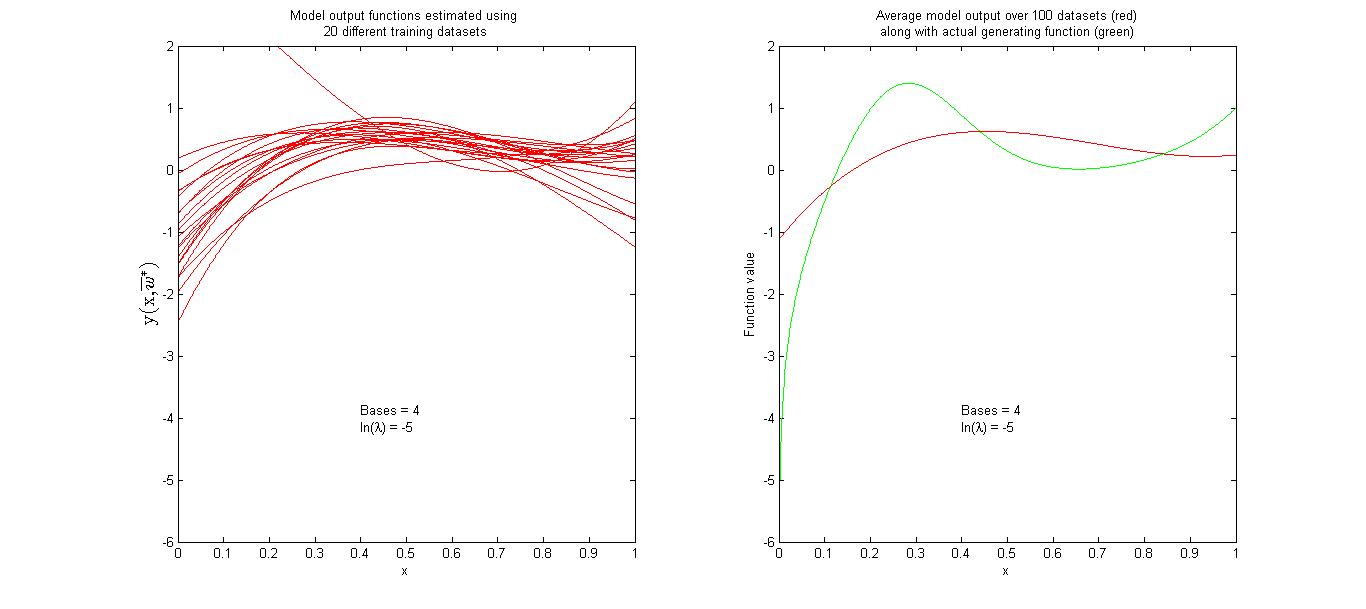 Model output functions estimated using
20 different training datasets
2
1
0
-1
-2
-3
-4
-5
-6
y(x,w*)
Bases = 4
ln(λ) = -5
0 0.1 0.2 0.3 0.4 0.5 0.6 0.7 0.8 0.9 1
x
Average model output over 100 datasets (red)
along with actual generating function (green)
2
1
0
-1
-2
-3
-4
-5
-6
Function value
Bases = 4
ln(λ) = -5
0 0.1 0.2 0.3 0.4 0.5 0.6 0.7 0.8 0.9 1
x